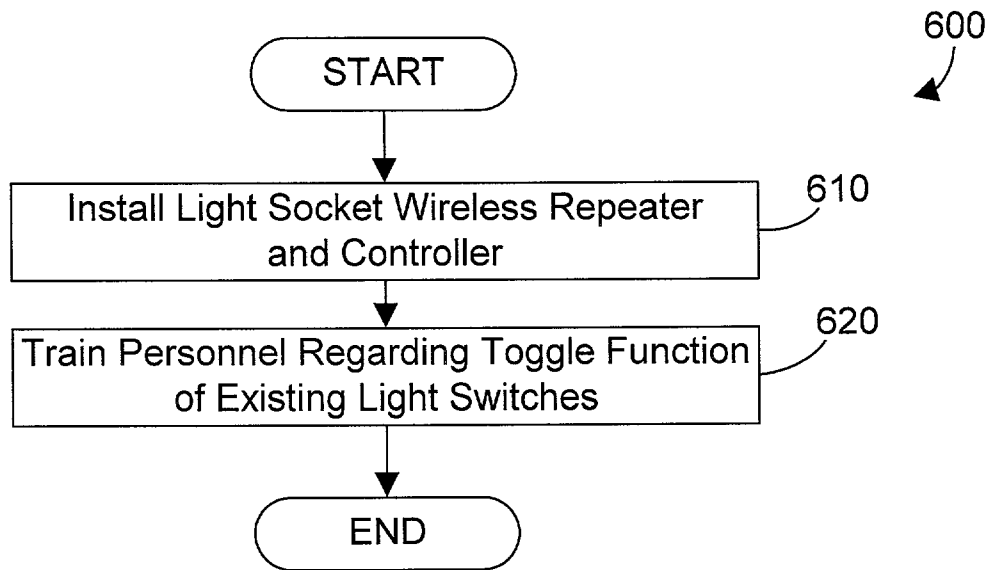 600
START
Install Light Socket Wireless Repeater
and Controller
610
Train Personnel Regarding Toggle Function
of Existing Light Switches
620
END